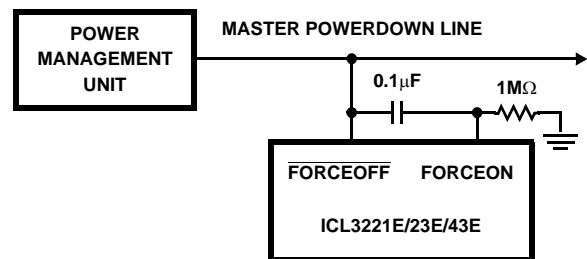 POWER
MANAGEMENT
UNIT
MASTER POWERDOWN LINE
0.1μF
1MΩ
FORCEOFF FORCEON
ICL3221E/23E/43E